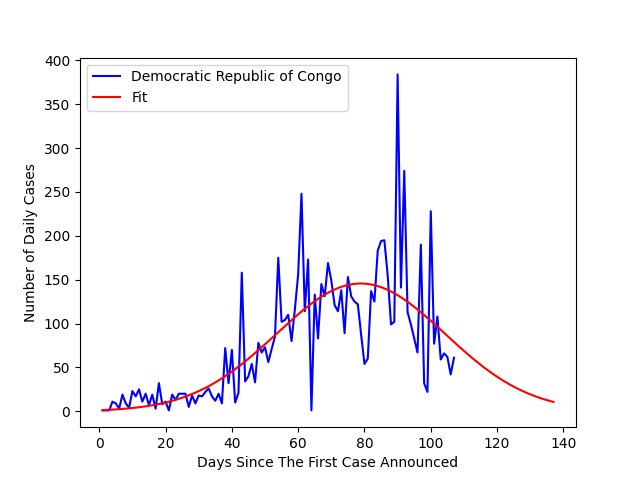 Democratic Republic of Congo
Fit
400
350
300
250
200
150
100
50
0
Number of Daily Cases
0 20 40 60 80 100 120 140
Days Since The First Case Announced